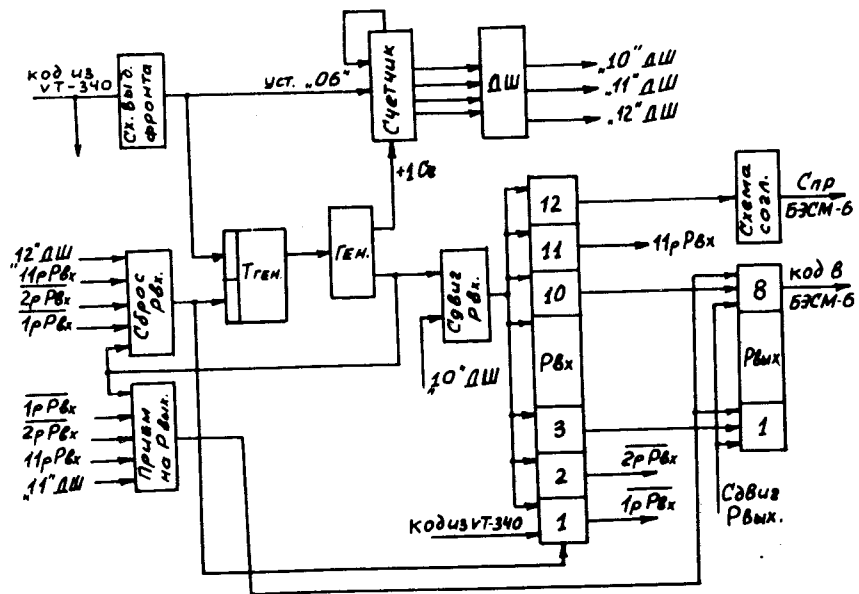 код из
VT-340
Сх. выд.
фронта
уст. „ОБ"
Счетчик
ДШ
„10" ДШ
„11" ДШ
„12" ДШ
+1 Сч
„12" ДШ
11р Рвх
2р Рвх
1р Рвх
Сброс
Рвх.
Тген.
Ген.
Сдвиг
Рвх.
„10" ДШ
12
11
10
Рвх
3
2
1
11р Рвх
Схема
согл.
Спр
БЭСМ-6
8
Рвых
1
код в
БЭСМ-6
1р Рвх
2р Рвх
11р Рвх
„11" ДШ
Прием
на Рвых.
2р Рвх
1р Рвх
код из VT-340
Сдвиг
Рвых.